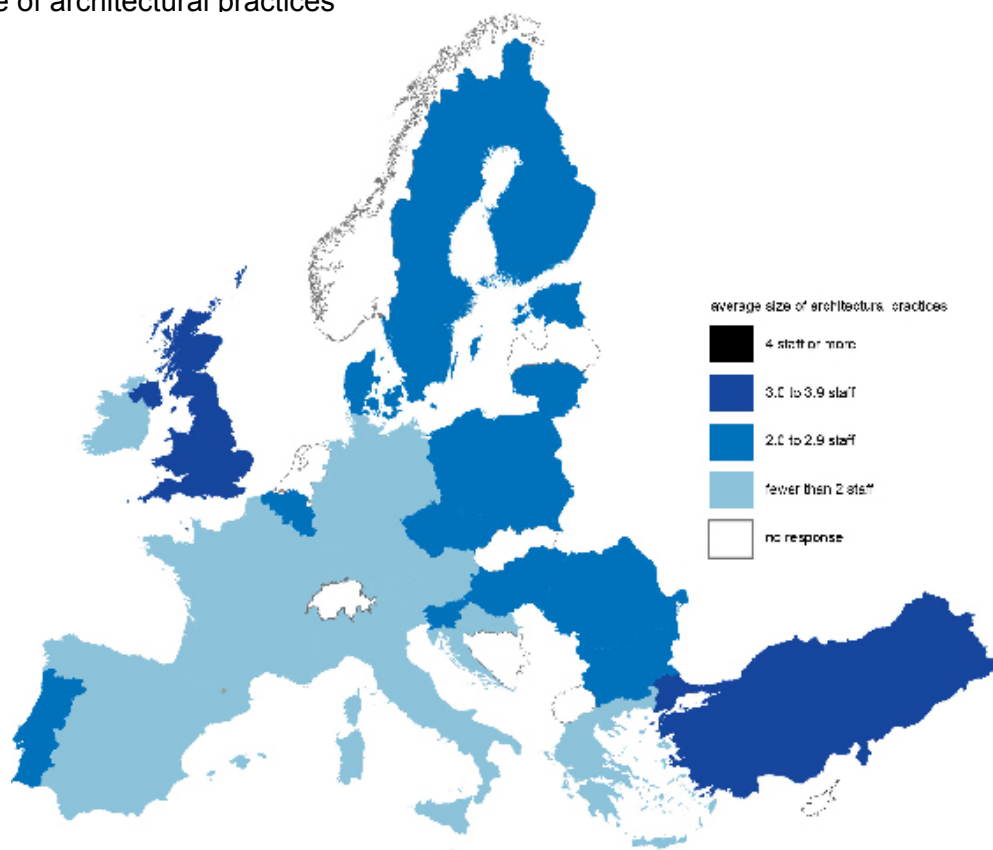 e of architectural practices
average size of architectura practices
4 staff or more
3.0 to 3.9 staff
2.0 to 2.9 staff
fewer than 2 staff
no response